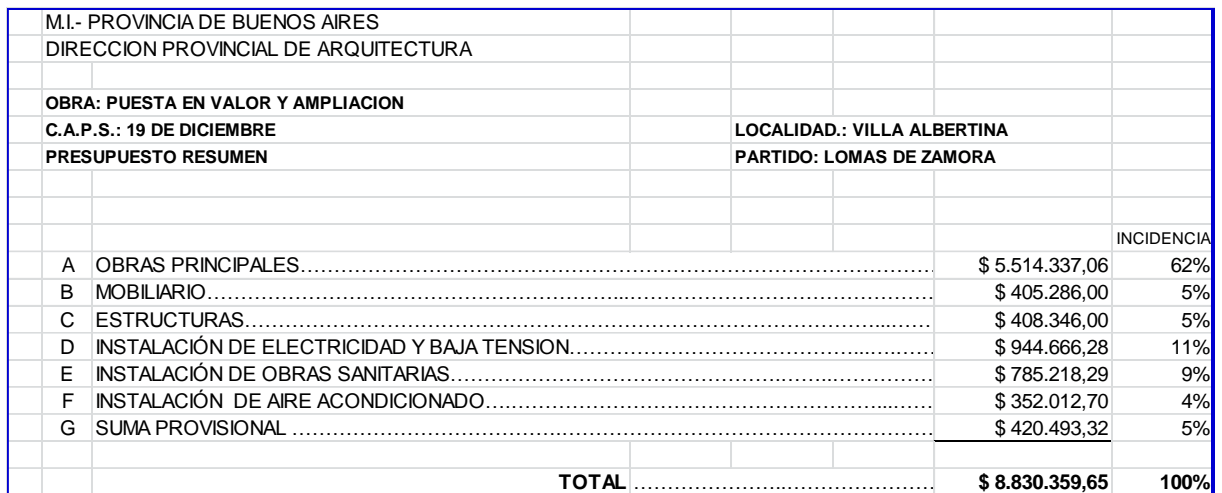 M.I.- PROVINCIA DE BUENOS AIRES
DIRECCION PROVINCIAL DE ARQUITECTURA
OBRA: PUESTA EN VALOR Y AMPLIACION
C.A.P.S.: 19 DE DICIEMBRE LOCALIDAD.: VILLA ALBERTINA
PRESUPUESTO RESUMEN PARTIDO: LOMAS DE ZAMORA
INCIDENCIA
A OBRAS PRINCIPALES……………………………………………………………………………… $ 5.514.337,06 62%
B MOBILIARIO……………………………………………………………………………… $ 405.286,00 5%
C ESTRUCTURAS……………………………………………………………………………… $ 408.346,00 5%
D INSTALACIÓN DE ELECTRICIDAD Y BAJA TENSION……………………………………………… $ 944.666,28 11%
E INSTALACIÓN DE OBRAS SANITARIAS……………………………………………………… $ 785.218,29 9%
F INSTALACIÓN DE AIRE ACONDICIONADO…………………………………………………… $ 352.012,70 4%
G SUMA PROVISIONAL ……………………………………………………………………… $ 420.493,32 5%
TOTAL ……………………………………… $ 8.830.359,65 100%